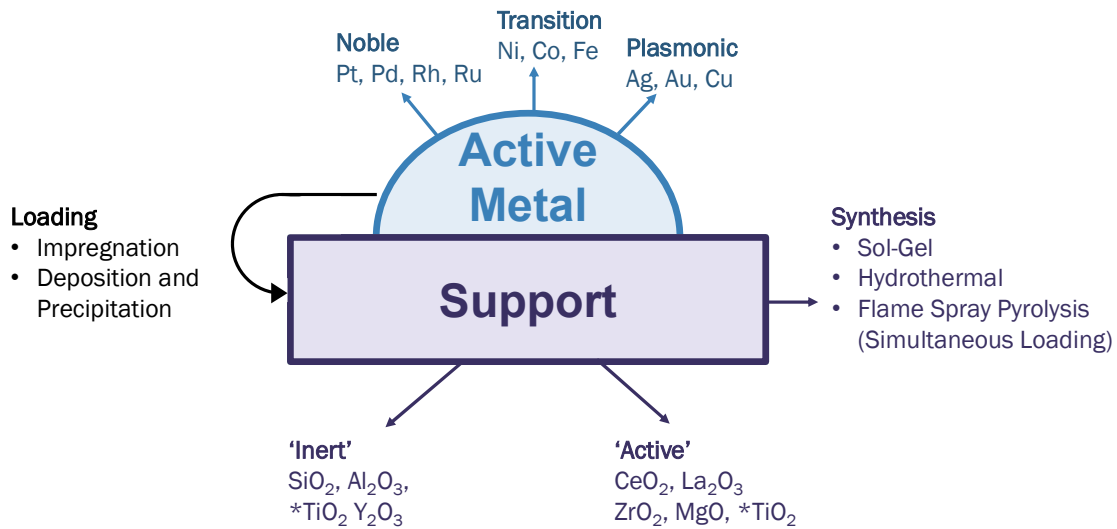 Transition
Ni, Co, Fe
Noble
Pt, Pd, Rh, Ru
Plasmonic
Ag, Au, Cu
Active
Metal
Loading
• Impregnation
• Deposition and
Precipitation
Support
Synthesis
• Sol-Gel
• Hydrothermal
• Flame Spray Pyrolysis
(Simultaneous Loading)
‘Inert’
SiO₂, Al₂O₃,
*TiO₂ Y₂O₃
‘Active’
CeO₂, La₂O₃
ZrO₂, MgO, *TiO₂